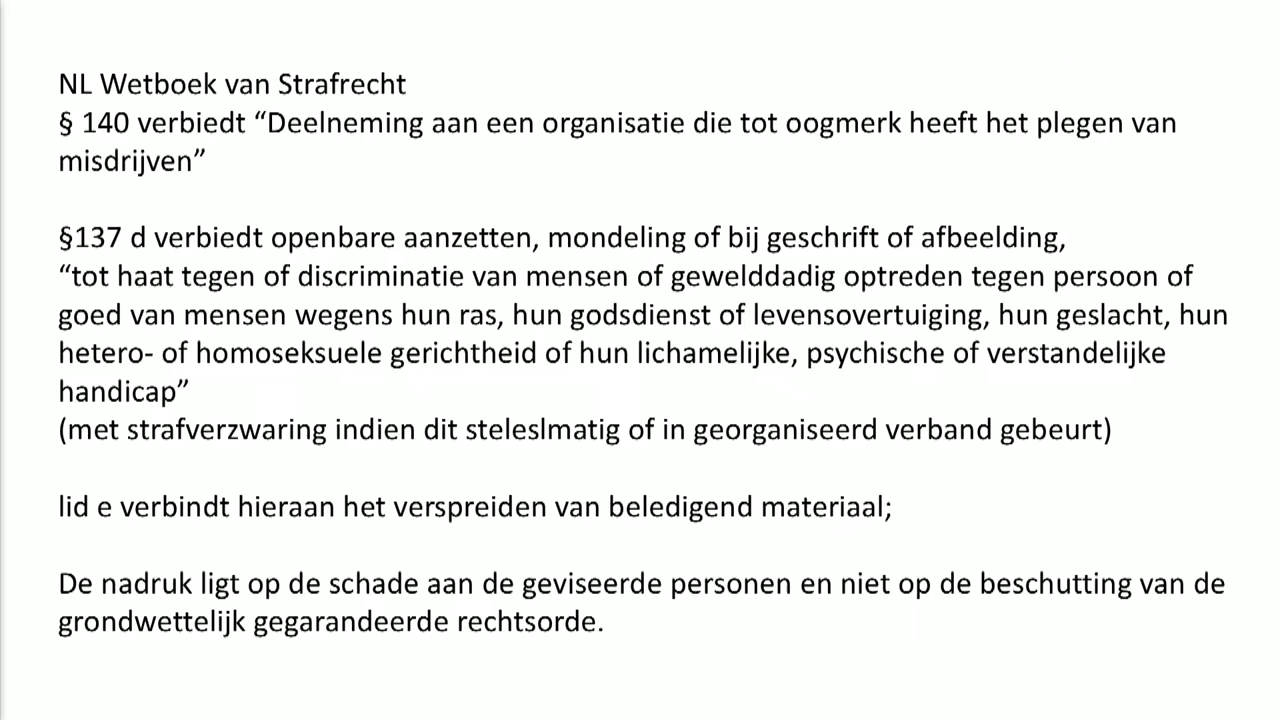 NL Wetboek van Strafrecht
§ 140 verbiedt “Deelneming aan een organisatie die tot oogmerk heeft het plegen van
misdrijven”
§137 d verbiedt openbare aanzetten, mondeling of bij geschrift of afbeelding,
“tot haat tegen of discriminatie van mensen of gewelddadig optreden tegen persoon of
goed van mensen wegens hun ras, hun godsdienst of levensovertuiging, hun geslacht, hun
hetero- of homoseksuele gerichtheid of hun lichamelijke, psychische of verstandelijke
handicap”
(met strafverzwaring indien dit steleslmatig of in georganiseerd verband gebeurt)
lid e verbindt hieraan het verspreiden van beledigend materiaal;
De nadruk ligt op de schade aan de geviseerde personen en niet op de beschutting van de
grondwettelijk gegarandeerde rechtsorde.